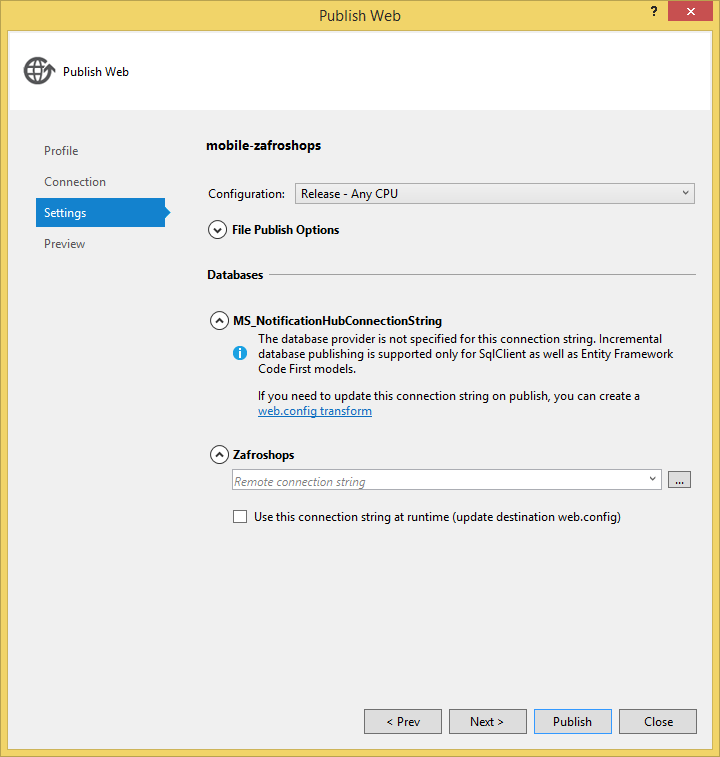 Publish Web
?
Publish Web
Profile
Connection
Settings
Preview
mobile-zafroshops
Configuration: Release - Any CPU
File Publish Options
Databases
MS_NotificationHubConnectionString
The database provider is not specified for this connection string. Incremental
database publishing is supported only for SqlClient as well as Entity Framework
Code First models.
If you need to update this connection string on publish, you can create a
web.config transform
Zafroshops
Remote connection string
...
Use this connection string at runtime (update destination web.config)
< Prev Next > Publish Close